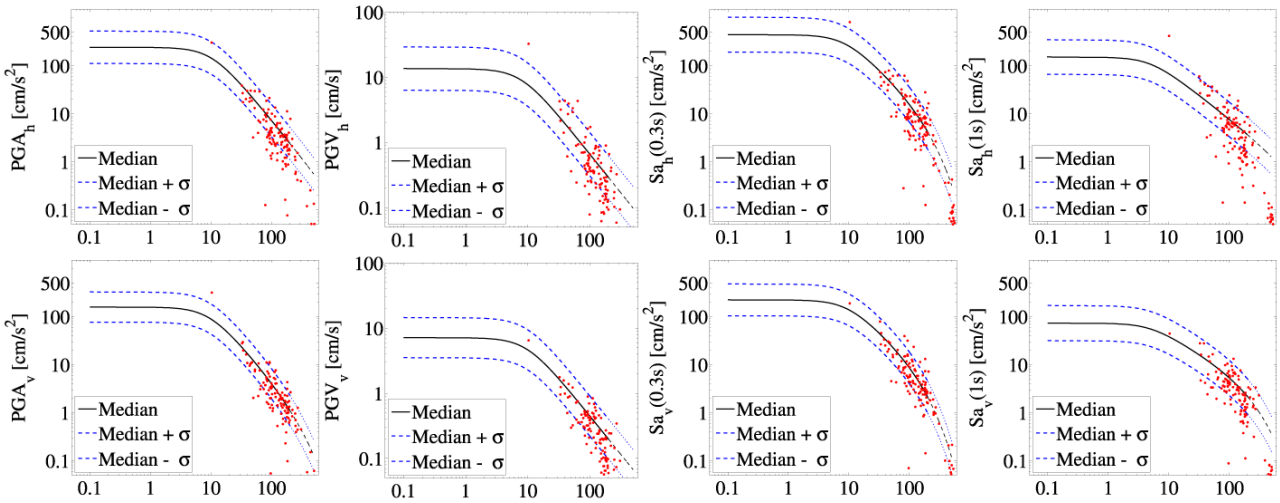 PGA_h [cm/s^2]
500
100
10
1
0.1
Median
Median + σ
Median - σ
0.1 1 10 100
PGV_h [cm/s]
100
10
1
0.1
Median
Median + σ
Median - σ
0.1 1 10 100
Sa_h(0.3s) [cm/s^2]
500
100
10
1
0.1
Median
Median + σ
Median - σ
0.1 1 10 100
Sa_h(1s) [cm/s^2]
500
100
10
1
0.1
Median
Median + σ
Median - σ
0.1 1 10 100
PGA_v [cm/s^2]
500
100
10
1
0.1
Median
Median + σ
Median - σ
0.1 1 10 100
PGV_v [cm/s]
100
10
1
0.1
Median
Median + σ
Median - σ
0.1 1 10 100
Sa_v(0.3s) [cm/s^2]
500
100
10
1
0.1
Median
Median + σ
Median - σ
0.1 1 10 100
Sa_v(1s) [cm/s^2]
500
100
10
1
0.1
Median
Median + σ
Median - σ
0.1 1 10 100